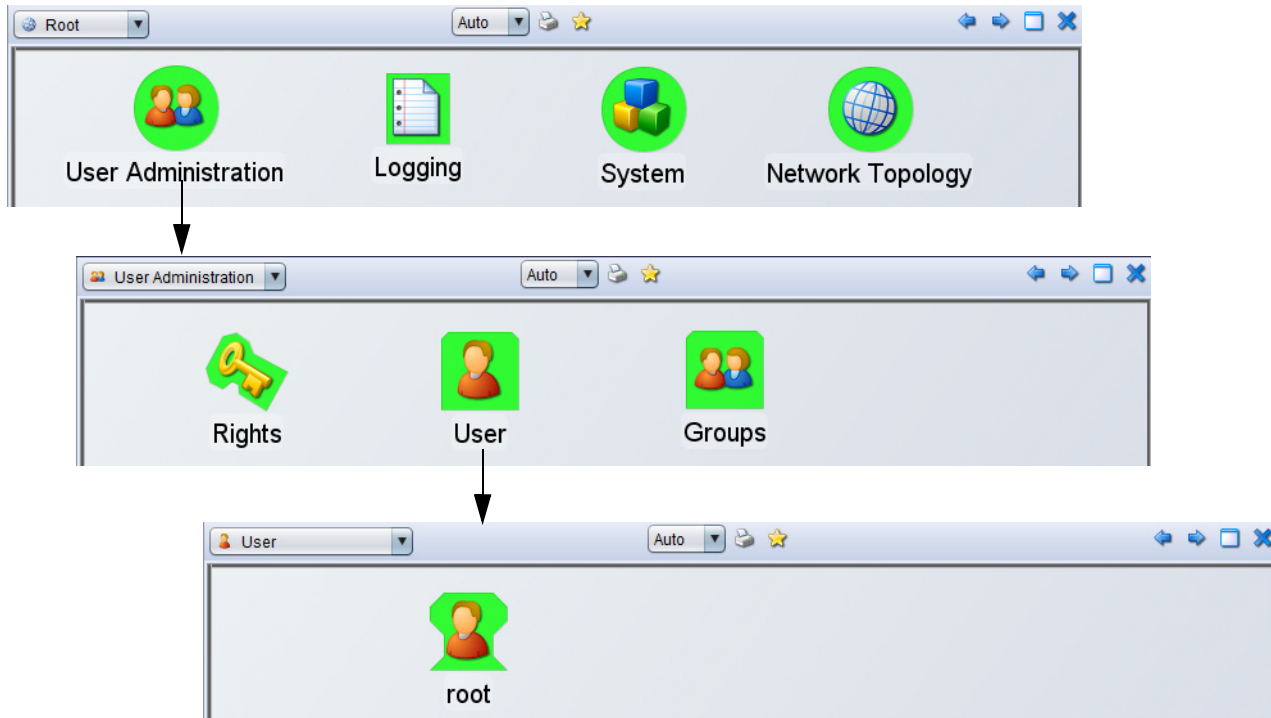 Root Auto
User Administration Logging System Network Topology
User Administration Auto
Rights User Groups
User Auto
root